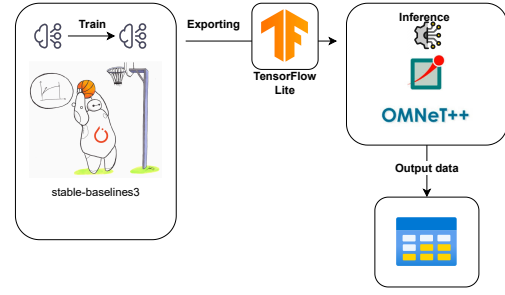 Train
stable-baselines3
Exporting
TensorFlow
Lite
Inference
OMNeT++
Output data